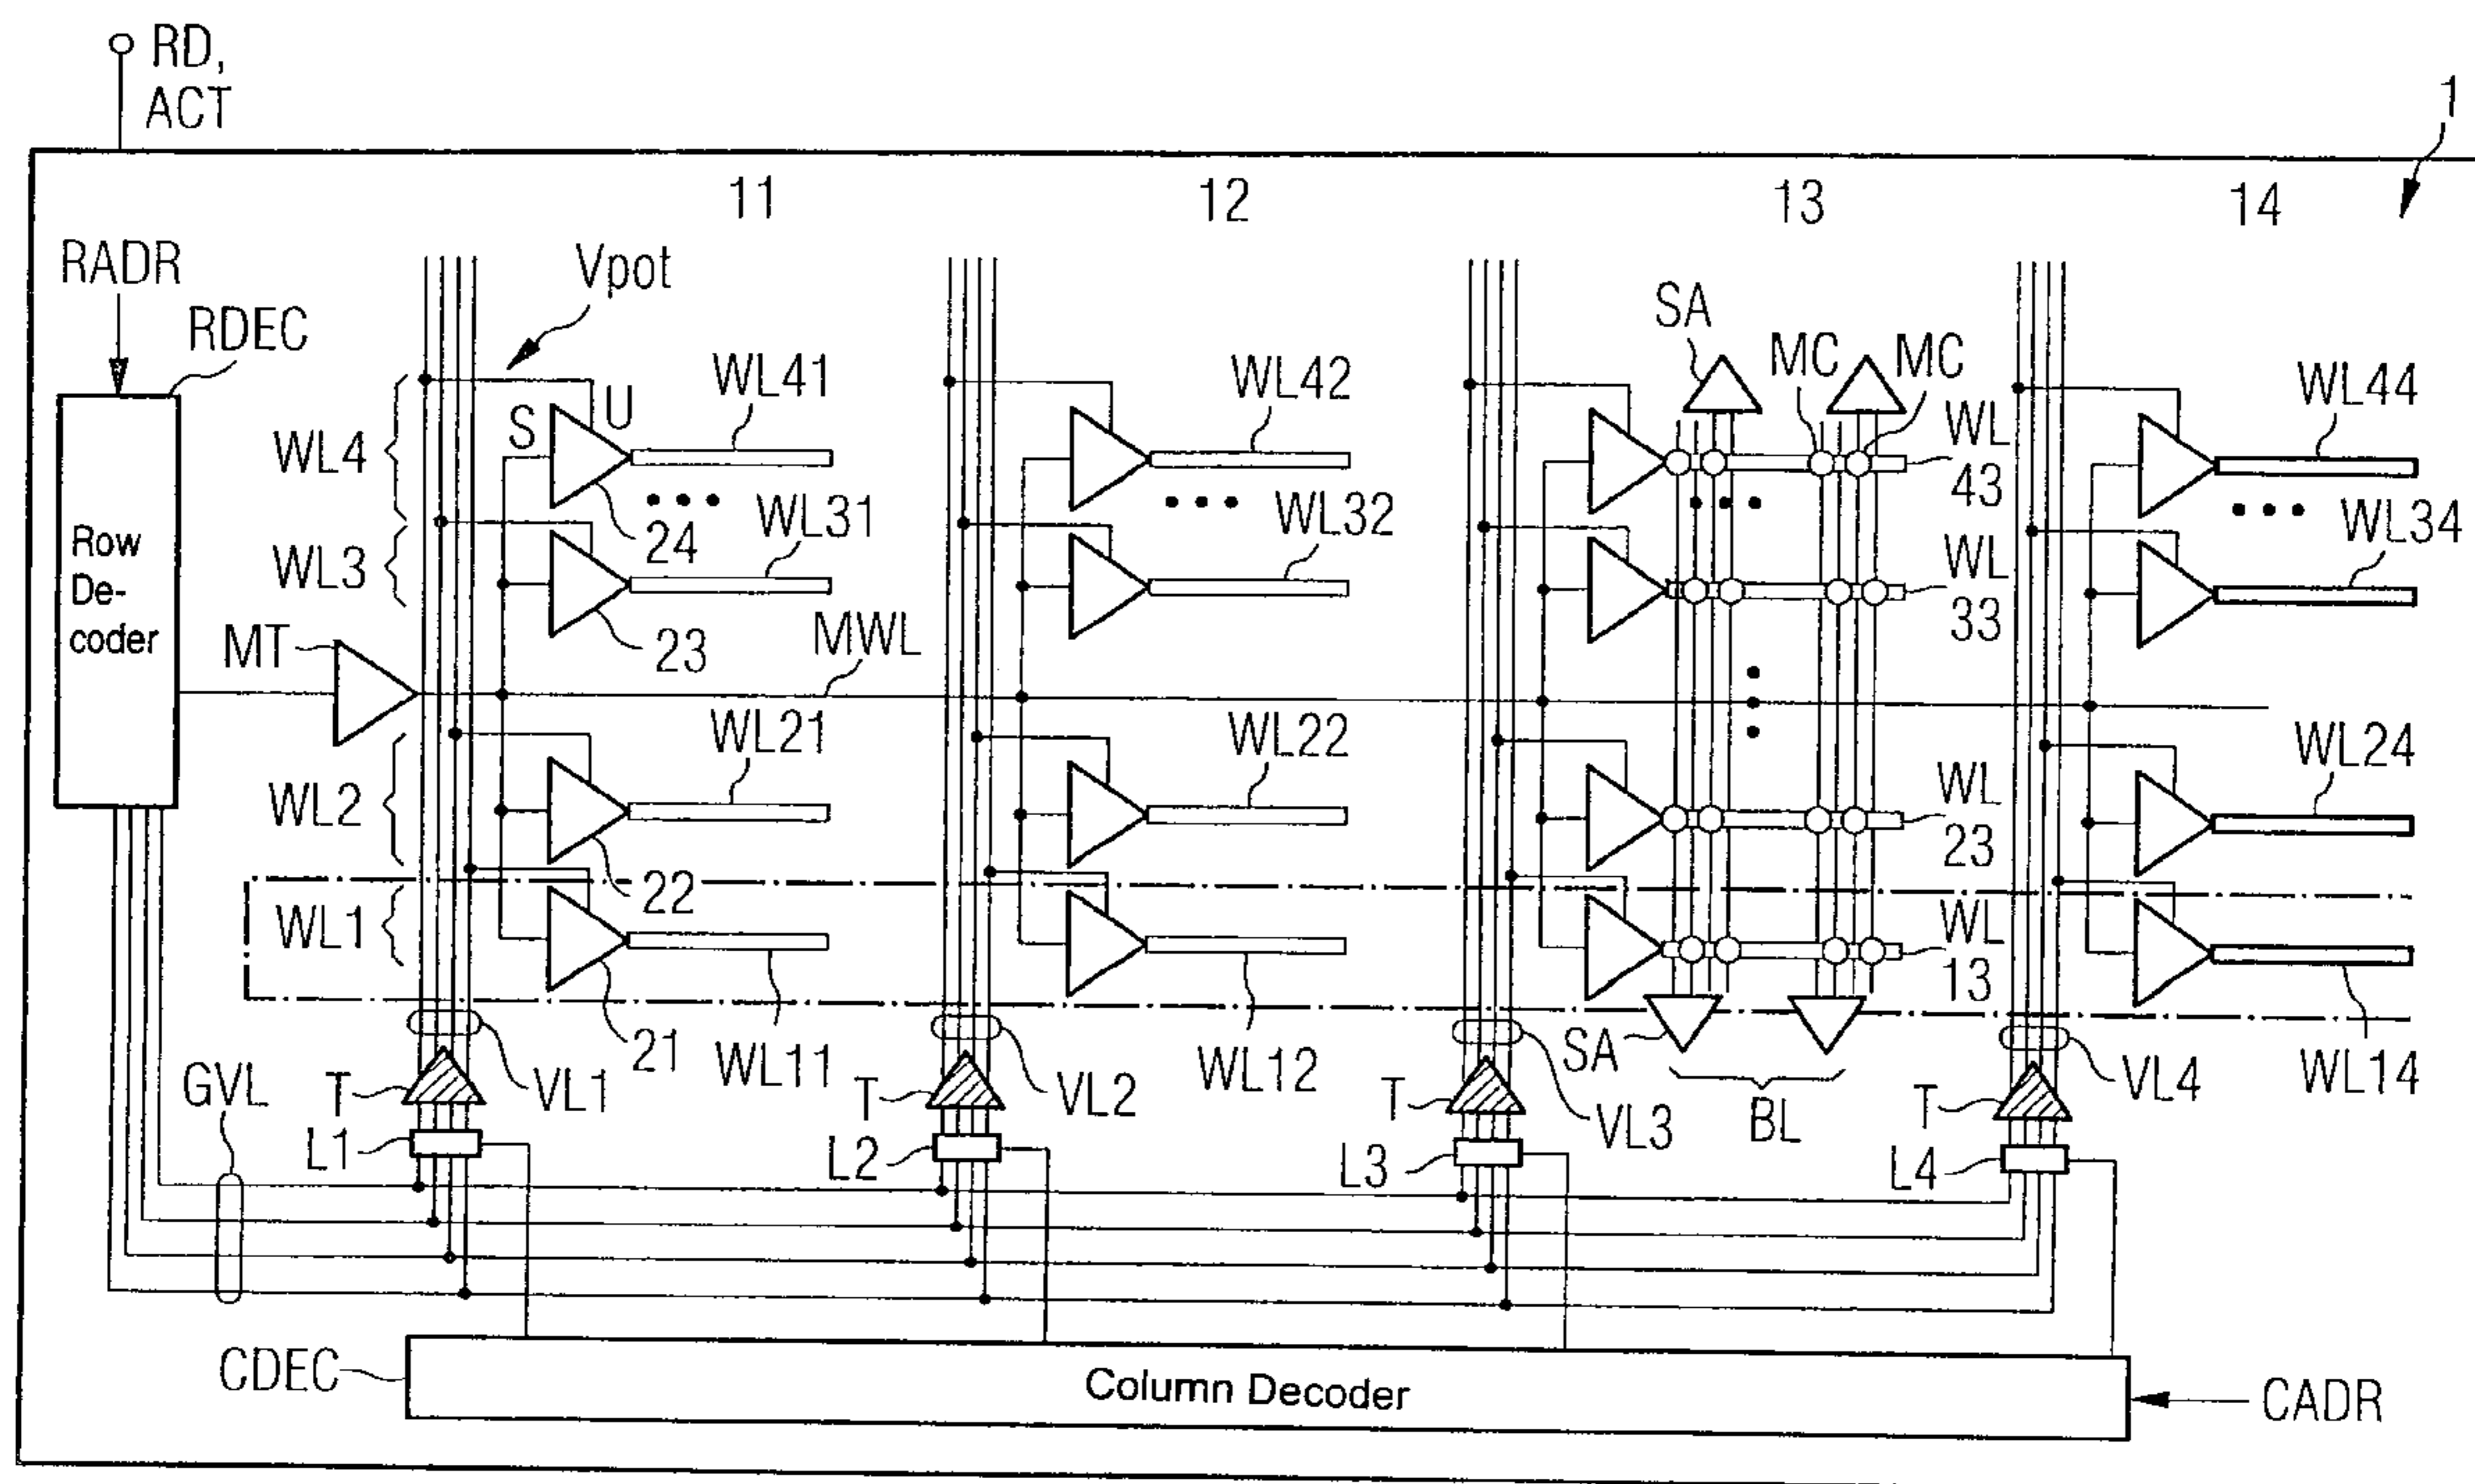 RD,
ACT
1
11
12
13
14
RADR
Vpot
RDEC
SA
MC
MC
WL4
S
U
WL41
WL42
WL
43
WL44
24
WL31
WL32
WL34
WL3
Row
De-
coder
WL
33
23
MT
MWL
WL2
WL21
WL22
WL
23
WL24
22
WL1
WL
13
21
WL11
WL12
SA
WL14
GVL
T
VL1
T
VL2
T
VL3
BL
T
VL4
L1
L2
L3
L4
CDEC
Column Decoder
CADR